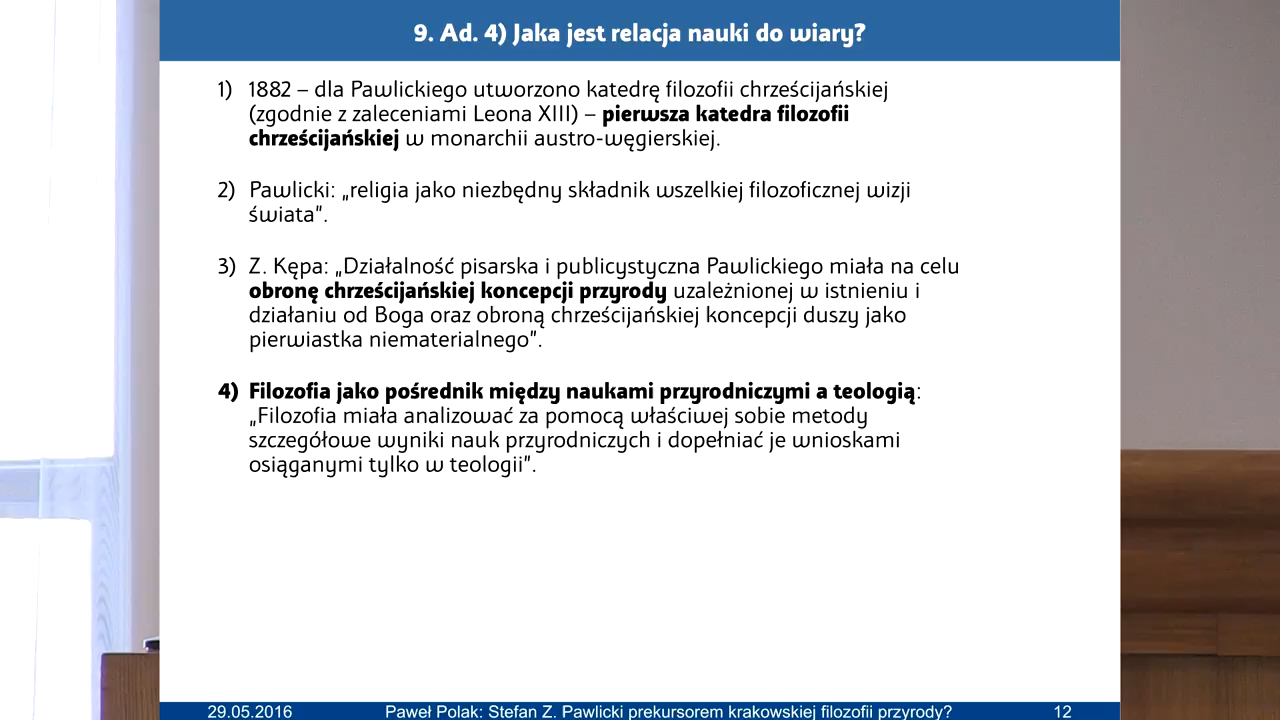 9. Ad. 4) Jaka jest relacja nauki do wiary?
1) 1882 – dla Pawlickiego utworzono katedrę filozofii chrześcijańskiej
(zgodnie z zaleceniami Leona XIII) – pierwsza katedra filozofii
chrześcijańskiej w monarchii austro-węgierskiej.
2) Pawlicki: „religia jako niezbędny składnik wszelkiej filozoficznej wizji
świata”.
3) Z. Kępa: „Działalność pisarska i publicystyczna Pawlickiego miała na celu
obronę chrześcijańskiej koncepcji przyrody uzależnionej w istnieniu i
działaniu od Boga oraz obroną chrześcijańskiej koncepcji duszy jako
pierwiastka niematerialnego”.
4) Filozofia jako pośrednik między naukami przyrodniczymi a teologią:
„Filozofia miała analizować za pomocą właściwej sobie metody
szczegółowe wyniki nauk przyrodniczych i dopełniać je wnioskami
osiąganymi tylko w teologii”.
29.05.2016 Paweł Polak: Stefan Z. Pawlicki prekursorem krakowskiej filozofii przyrody? 12